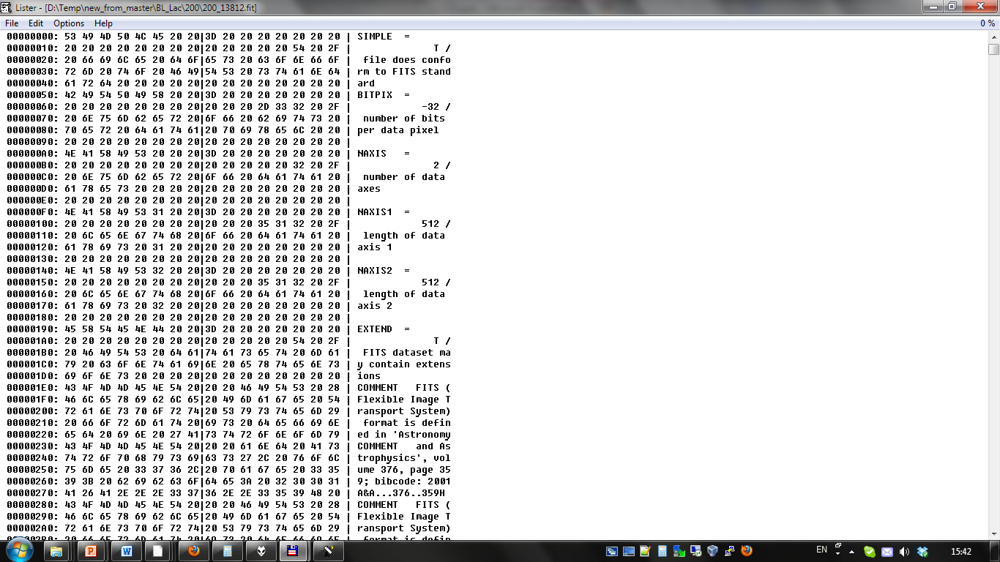 Lister - [D:\Temp\new_from_master\BL_Lac\200\200_13812.fit]
File Edit Options Help 0 %
00000000: 53 49 4D 50 4C 45 20 20|3D 20 20 20 20 20 20 20 | SIMPLE  =
00000010: 20 20 20 20 20 20 20 20|20 20 20 20 20 54 20 2F |              T /
00000020: 20 66 69 6C 65 20 64 6F|65 73 20 63 6F 6E 66 6F |  file does confo
00000030: 72 6D 20 74 6F 20 46 49|54 53 20 73 74 61 6E 64 | rm to FITS stand
00000040: 61 72 64 20 20 20 20 20|20 20 20 20 20 20 20 20 | ard
00000050: 42 49 54 50 49 58 20 20|3D 20 20 20 20 20 20 20 | BITPIX  =
00000060: 20 20 20 20 20 20 20 20|20 20 20 2D 33 32 20 2F |            -32 /
00000070: 20 6E 75 6D 62 65 72 20|6F 66 20 62 69 74 73 20 |  number of bits
00000080: 70 65 72 20 64 61 74 61|20 70 69 78 65 6C 20 20 | per data pixel
00000090: 20 20 20 20 20 20 20 20|20 20 20 20 20 20 20 20 |
000000A0: 4E 41 58 49 53 20 20 20|3D 20 20 20 20 20 20 20 | NAXIS   =
000000B0: 20 20 20 20 20 20 20 20|20 20 20 20 20 32 20 2F |              2 /
000000C0: 20 6E 75 6D 62 65 72 20|6F 66 20 64 61 74 61 20 |  number of data
000000D0: 61 78 65 73 20 20 20 20|20 20 20 20 20 20 20 20 | axes
000000E0: 20 20 20 20 20 20 20 20|20 20 20 20 20 20 20 20 |
000000F0: 4E 41 58 49 53 31 20 20|3D 20 20 20 20 20 20 20 | NAXIS1  =
00000100: 20 20 20 20 20 20 20 20|20 20 20 35 31 32 20 2F |            512 /
00000110: 20 6C 65 6E 67 74 68 20|6F 66 20 64 61 74 61 20 |  length of data
00000120: 61 78 69 73 20 31 20 20|20 20 20 20 20 20 20 20 | axis 1
00000130: 20 20 20 20 20 20 20 20|20 20 20 20 20 20 20 20 |
00000140: 4E 41 58 49 53 32 20 20|3D 20 20 20 20 20 20 20 | NAXIS2  =
00000150: 20 20 20 20 20 20 20 20|20 20 20 35 31 32 20 2F |            512 /
00000160: 20 6C 65 6E 67 74 68 20|6F 66 20 64 61 74 61 20 |  length of data
00000170: 61 78 69 73 20 32 20 20|20 20 20 20 20 20 20 20 | axis 2
00000180: 20 20 20 20 20 20 20 20|20 20 20 20 20 20 20 20 |
00000190: 45 58 54 45 4E 44 20 20|3D 20 20 20 20 20 20 20 | EXTEND  =
000001A0: 20 20 20 20 20 20 20 20|20 20 20 20 20 54 20 2F |              T /
000001B0: 20 46 49 54 53 20 64 61|74 61 73 65 74 20 6D 61 |  FITS dataset ma
000001C0: 79 20 63 6F 6E 74 61 69|6E 20 65 78 74 65 6E 73 | y contain extens
000001D0: 69 6F 6E 73 20 20 20 20|20 20 20 20 20 20 20 20 | ions
000001E0: 43 4F 4D 4D 45 4E 54 20|20 20 46 49 54 53 20 28 | COMMENT   FITS (
000001F0: 46 6C 65 78 69 62 6C 65|20 49 6D 61 67 65 20 54 | Flexible Image T
00000200: 72 61 6E 73 70 6F 72 74|20 53 79 73 74 65 6D 29 | ransport System)
00000210: 20 66 6F 72 6D 61 74 20|69 73 20 64 65 66 69 6E |  format is defin
00000220: 65 64 20 69 6E 20 27 41|73 74 72 6F 6E 6F 6D 79 | ed in 'Astronomy
00000230: 43 4F 4D 4D 45 4E 54 20|20 20 61 6E 64 20 41 73 | COMMENT   and As
00000240: 74 72 6F 70 68 79 73 69|63 73 27 2C 20 76 6F 6C | trophysics', vol
00000250: 75 6D 65 20 33 37 36 2C|20 70 61 67 65 20 33 35 | ume 376, page 35
00000260: 39 3B 20 62 69 62 63 6F|64 65 3A 20 32 30 30 31 | 9; bibcode: 2001
00000270: 41 26 41 2E 2E 2E 33 37|36 2E 2E 33 35 39 48 20 | A&A...376..359H
00000280: 43 4F 4D 4D 45 4E 54 20|20 20 46 49 54 53 20 28 | COMMENT   FITS (
00000290: 46 6C 65 78 69 62 6C 65|20 49 6D 61 67 65 20 54 | Flexible Image T
000002A0: 72 61 6E 73 70 6F 72 74|20 53 79 73 74 65 6D 29 | ransport System)
000002B0: 20 66 6F 72 6D 61 74 20|69 73 20 64 65 66 69 6E |  format is defin
EN 15:42